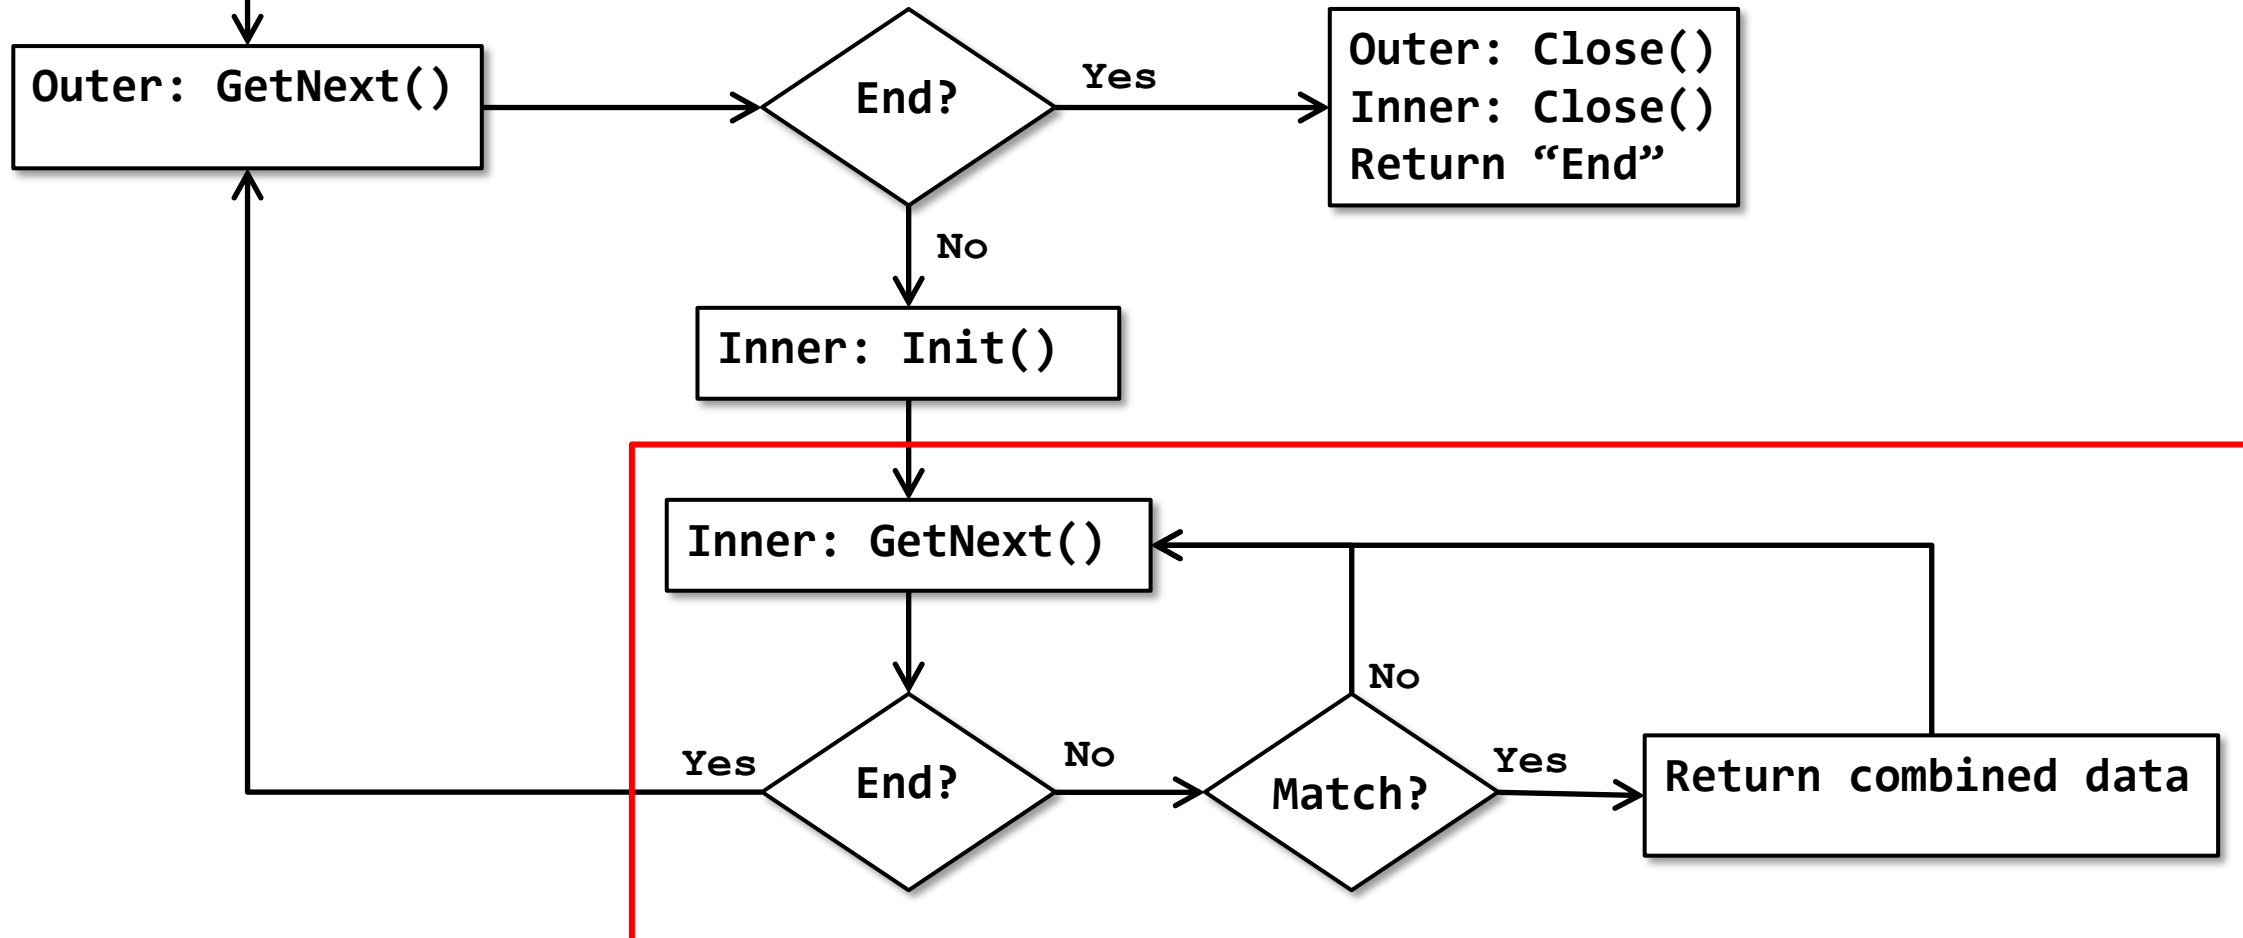 Outer: GetNext()
End?
Yes
Outer: Close()
Inner: Close()
Return “End”
No
Inner: Init()
Inner: GetNext()
No
Yes
End?
No
Match?
Yes
Return combined data